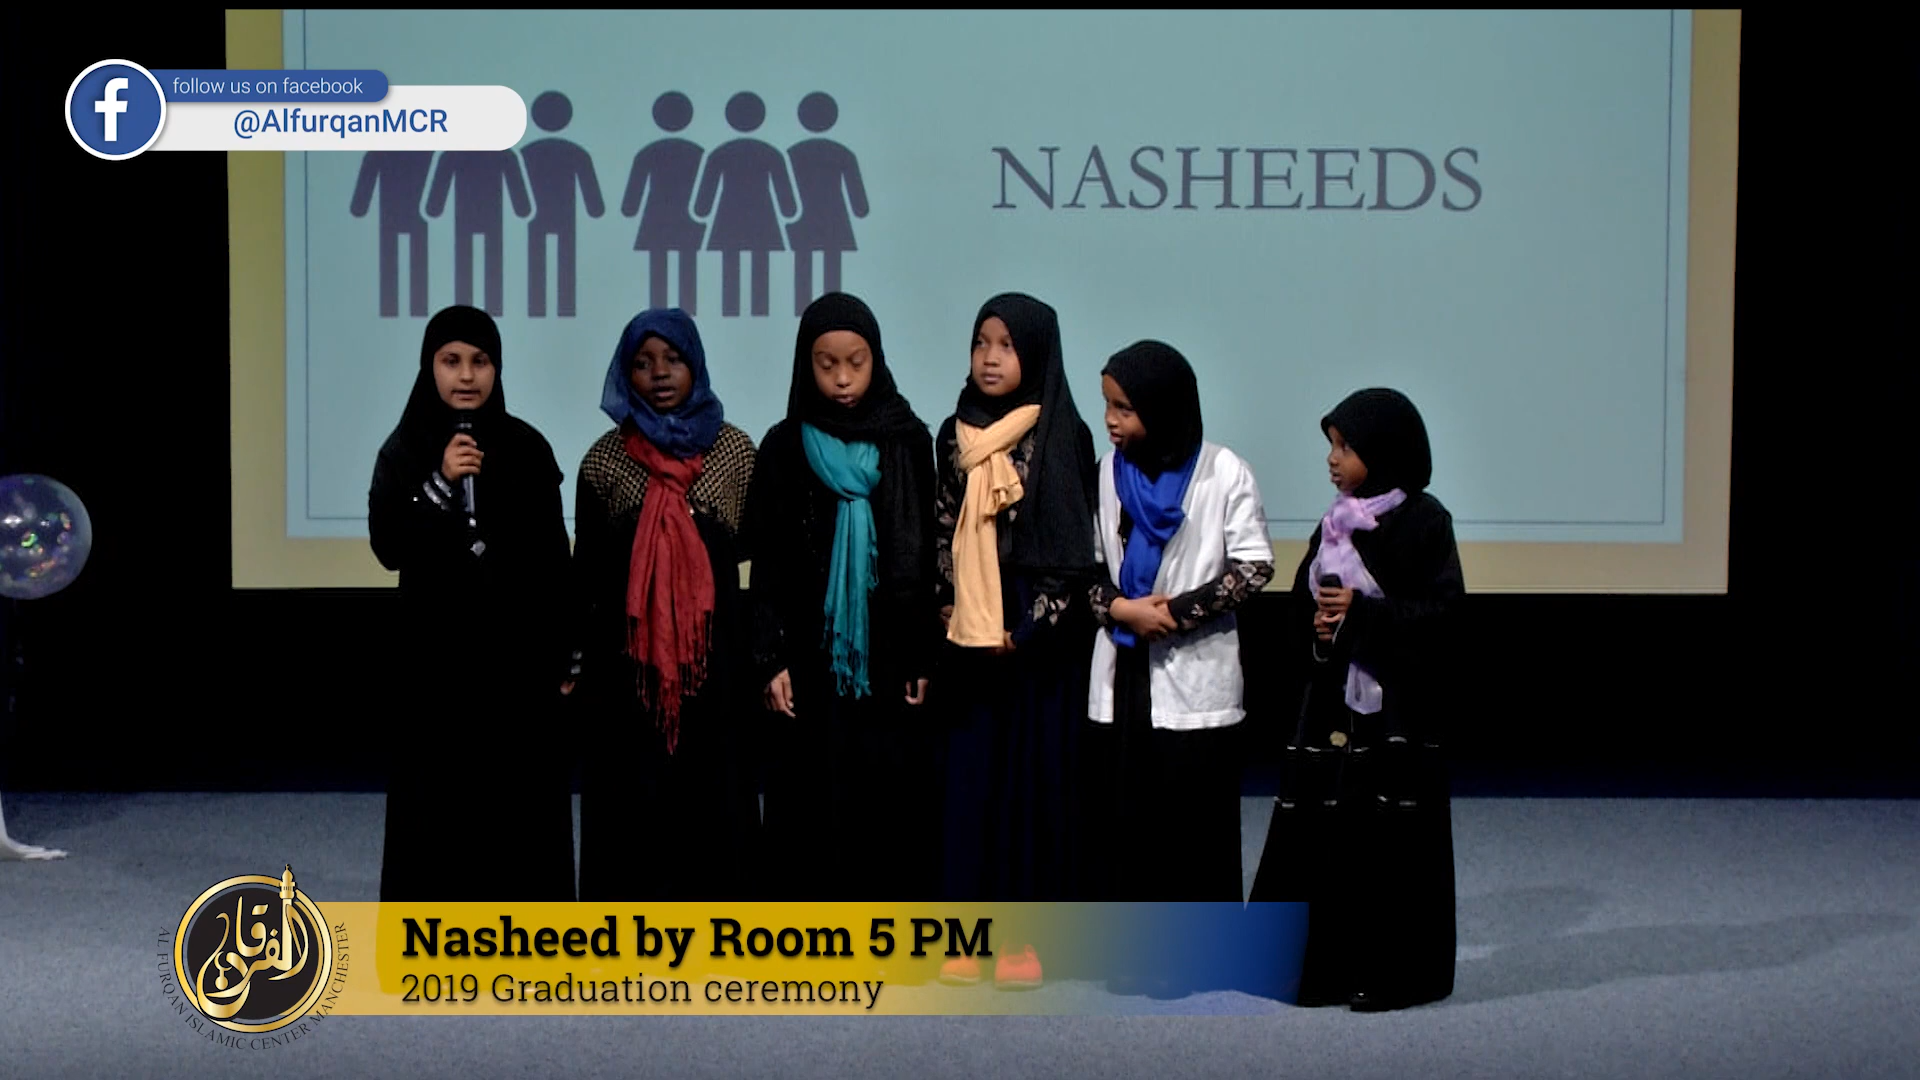 follow us on facebook
@AlfurqanMCR
NASHEEDS
الفرقان
AL FURQAN ISLAMIC CENTER MANCHESTER
Nasheed by Room 5 PM
2019 Graduation ceremony